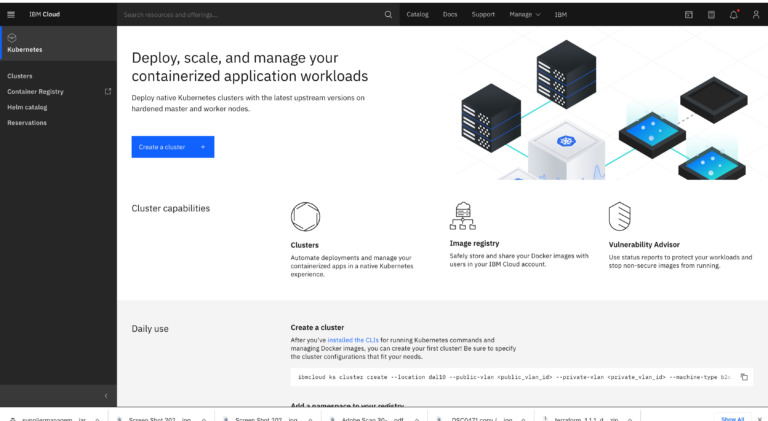 IBM Cloud
Search resources and offerings...
Catalog
Docs
Support
Manage
IBM
Kubernetes
Clusters
Container Registry
Helm catalog
Reservations
Deploy, scale, and manage your
containerized application workloads
Deploy native Kubernetes clusters with the latest upstream versions on
hardened master and worker nodes.
Create a cluster +
Cluster capabilities
Clusters
Automate deployments and manage your
containerized apps in a native Kubernetes
experience.
Image registry
Safely store and share your Docker images with
users in your IBM Cloud account.
Vulnerability Advisor
Use status reports to protect your workloads and
stop non-secure images from running.
Daily use
Create a cluster
After you've installed the CLIs for running Kubernetes commands and
managing Docker images, you can create your first cluster! Be sure to specify
the cluster configurations that fit your needs.
ibmcloud ks cluster create --location dal10 --public-vlan <public_vlan_id> --private-vlan <private_vlan_id> --machine-type b2c
Add a namespace to your registry
suppliermanagem....jar
Screen Shot 202....jpg
Screen Shot 202....jpg
Adobe Scan 30-....pdf
DSC0471 copy (....jpg
terraform_1.1.1_d....zip
Show All